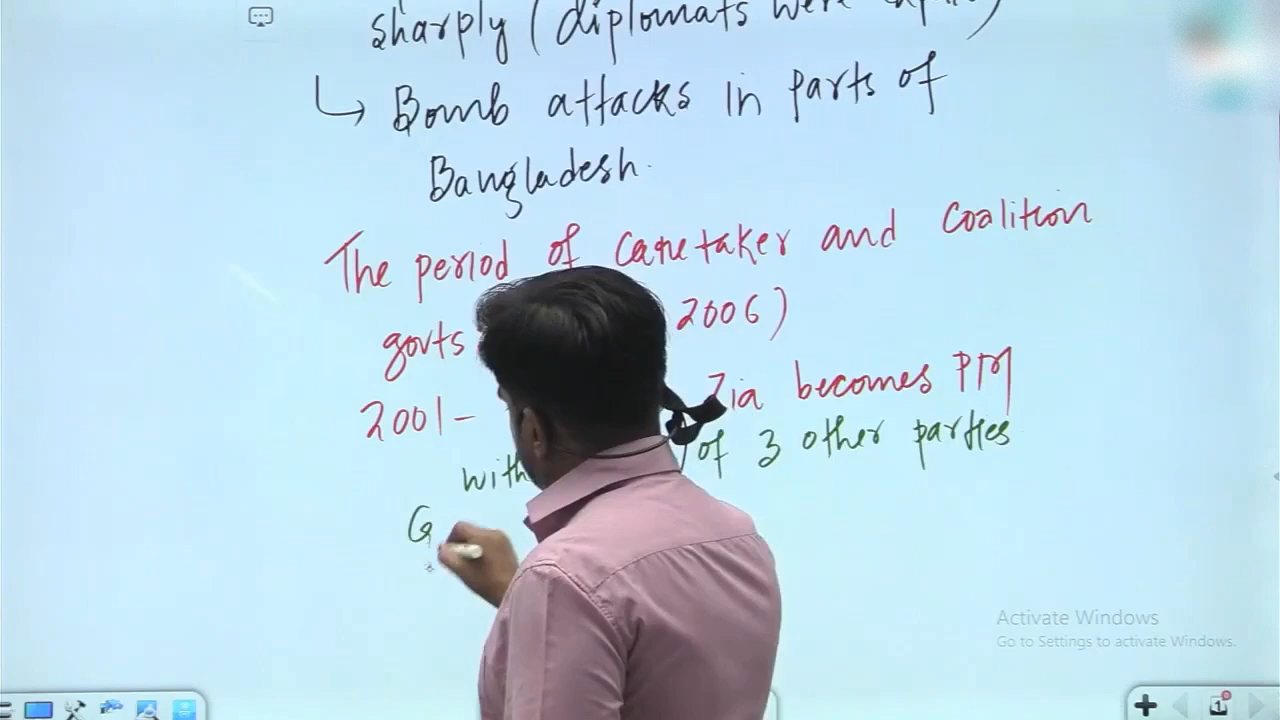 sharply (diplomats were
↳ Bomb attacks in parts of
Bangladesh.
The period of caretaker and coalition
govts 2006)
2001- Zia becomes PM
with of 3 other parties
G
Activate Windows
Go to Settings to activate Windows.